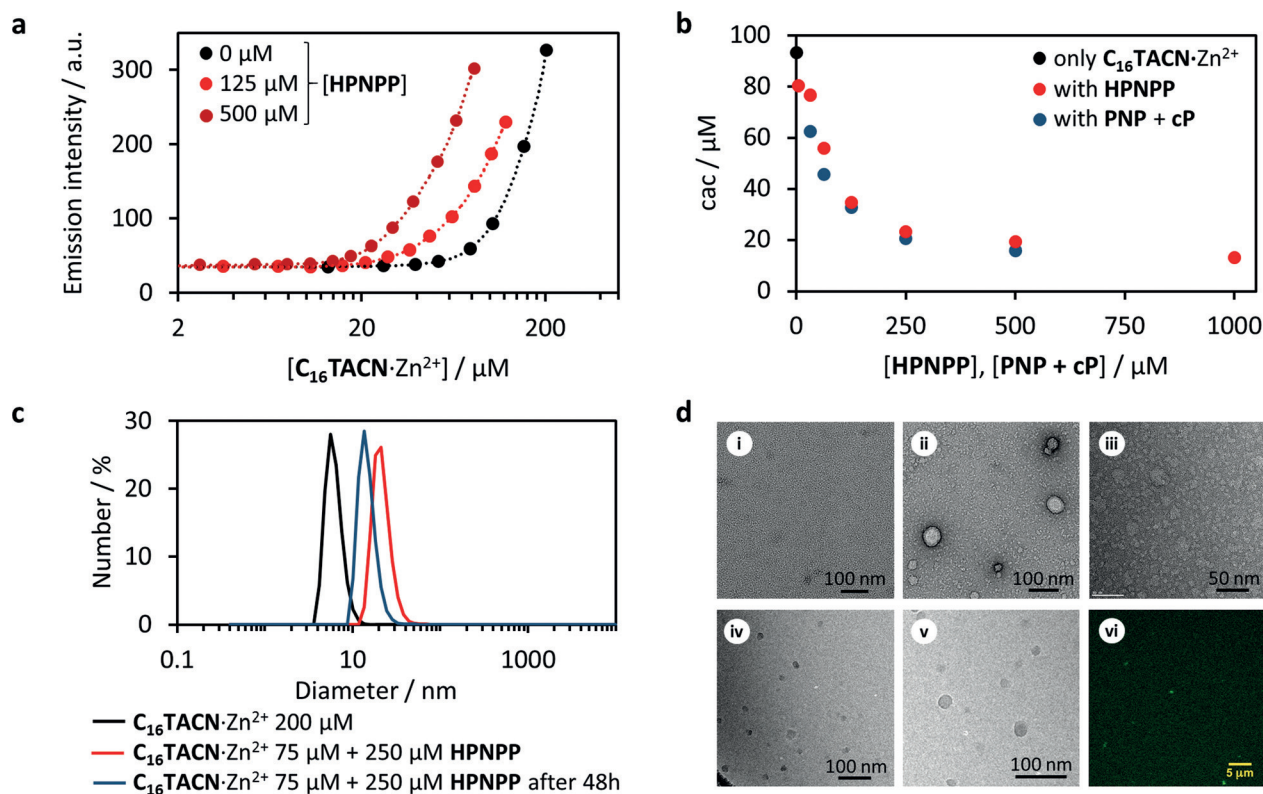 a
Emission intensity / a.u.
300
200
100
0
2
20
200
[C₁₆TACN·Zn²⁺] / µM
0 µM
125 µM
500 µM
[HPNPP]
b
cac / µM
100
80
60
40
20
0
0
250
500
750
1000
[HPNPP], [PNP + cP] / µM
only C₁₆TACN·Zn²⁺
with HPNPP
with PNP + cP
c
Number / %
30
20
10
0
0.1
10
1000
Diameter / nm
C₁₆TACN·Zn²⁺ 200 µM
C₁₆TACN·Zn²⁺ 75 µM + 250 µM HPNPP
C₁₆TACN·Zn²⁺ 75 µM + 250 µM HPNPP after 48h
d
i
100 nm
ii
100 nm
iii
50 nm
iv
100 nm
v
100 nm
vi
5 µm